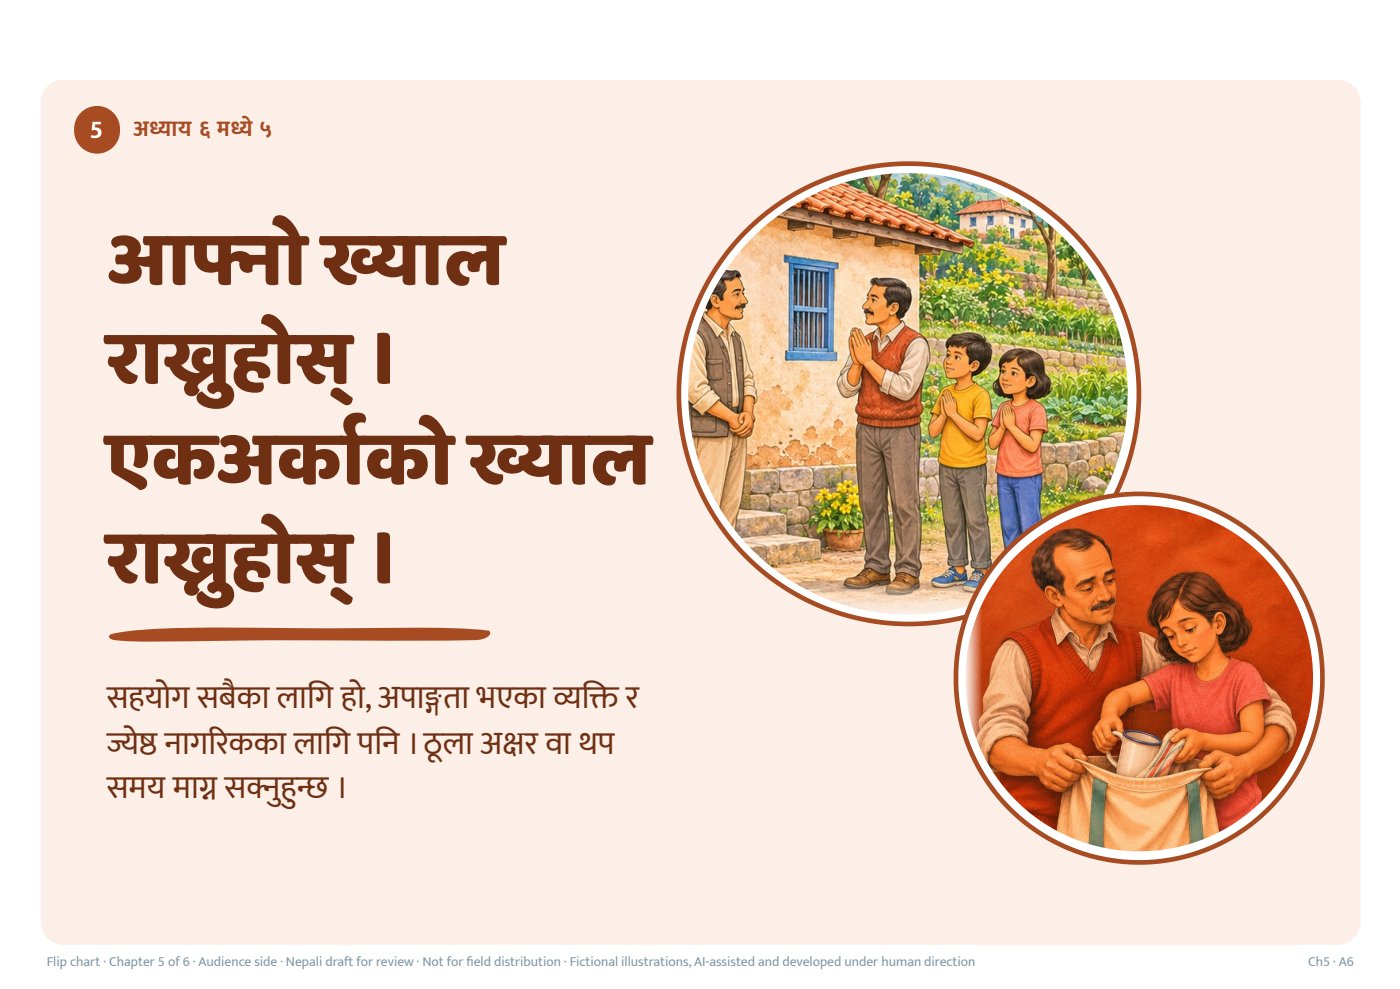 5 अध्याय ६ मध्ये ५
आफ्नो ख्याल
राख्नुहोस् ।
एकअर्काको ख्याल
राख्नुहोस् ।
सहयोग सबैका लागि हो, अपाङ्गता भएका व्यक्ति र
ज्येष्ठ नागरिकका लागि पनि । ठूला अक्षर वा थप
समय माग्न सक्नुहुन्छ ।
Flip chart · Chapter 5 of 6 · Audience side · Nepali draft for review · Not for field distribution · Fictional illustrations, AI-assisted and developed under human direction
Ch5 · A6